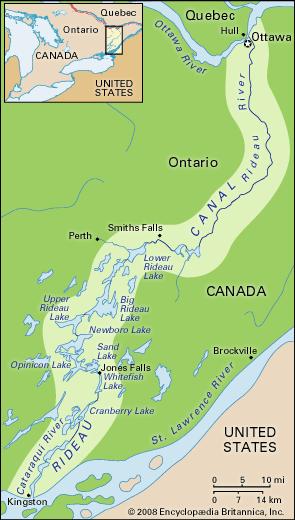 Quebec
Ontario
CANADA
UNITED
STATES
Quebec
Hull
Ottawa
Ottawa River
Rideau River
Ontario
CANAL
Smiths Falls
Perth
Lower
Rideau
Lake
CANADA
Upper
Rideau
Lake
Big
Rideau
Lake
Newboro Lake
Sand
Lake
Brockville
Opinicon Lake
Jones Falls
Whitefish
Lake
Cranberry Lake
St. Lawrence River
Cataraqui River
RIDEAU
UNITED
STATES
Kingston
0 5 10 mi
0 7 14 km
© 2008 Encyclopædia Britannica, Inc.